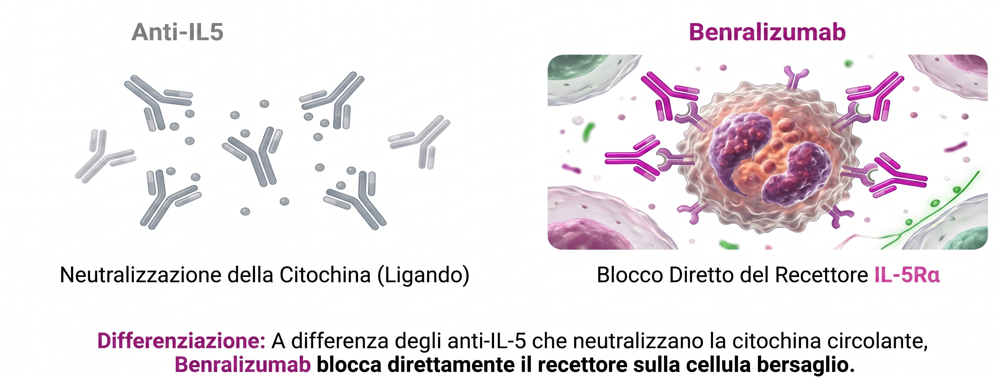 Anti-IL5
Benralizumab
Neutralizzazione della Citochina (Ligando)
Blocco Diretto del Recettore IL-5Rα
Differenziazione: A differenza degli anti-IL-5 che neutralizzano la citochina circolante,
Benralizumab blocca direttamente il recettore sulla cellula bersaglio.